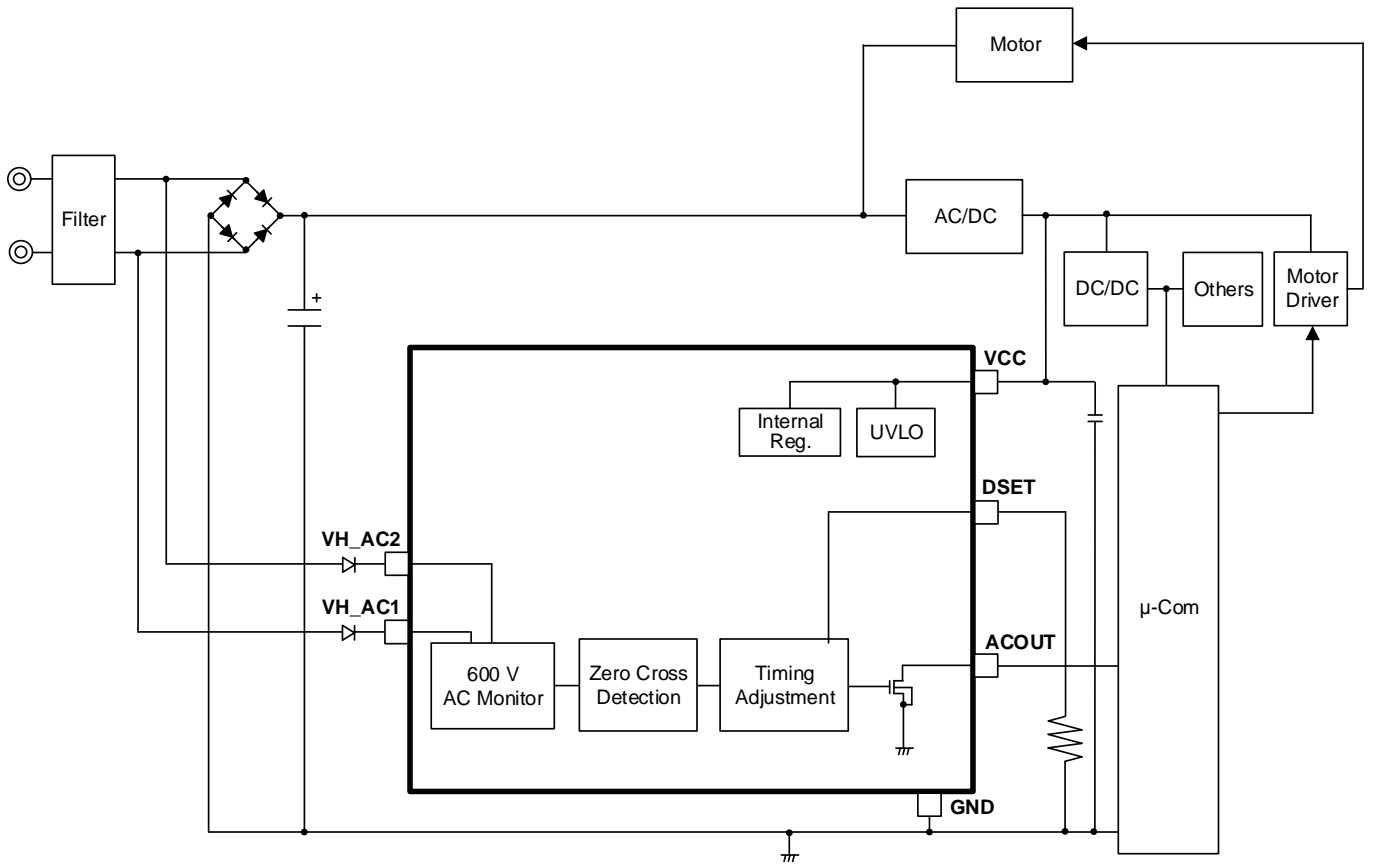 Motor
Filter
AC/DC
DC/DC
Others
Motor
Driver
+
VCC
Internal
Reg.
UVLO
DSET
VH_AC2
VH_AC1
600 V
AC Monitor
Zero Cross
Detection
Timing
Adjustment
ACOUT
μ-Com
GND